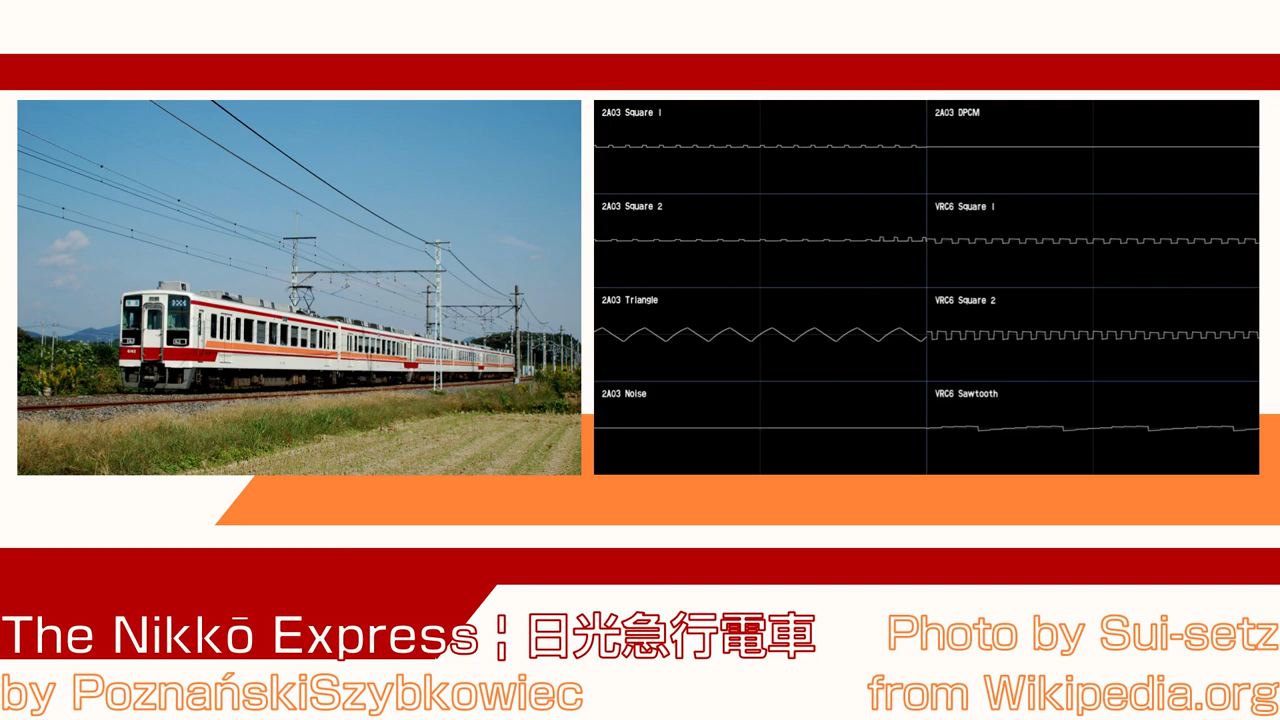 2A03 Square 1
2A03 DPCM
2A03 Square 2
VRC6 Square 1
2A03 Triangle
VRC6 Square 2
2A03 Noise
VRC6 Sawtooth
The Nikkō Express ¦ 日光急行電車
by PoznańskiSzybkowiec
Photo by Sui-setz
from Wikipedia.org